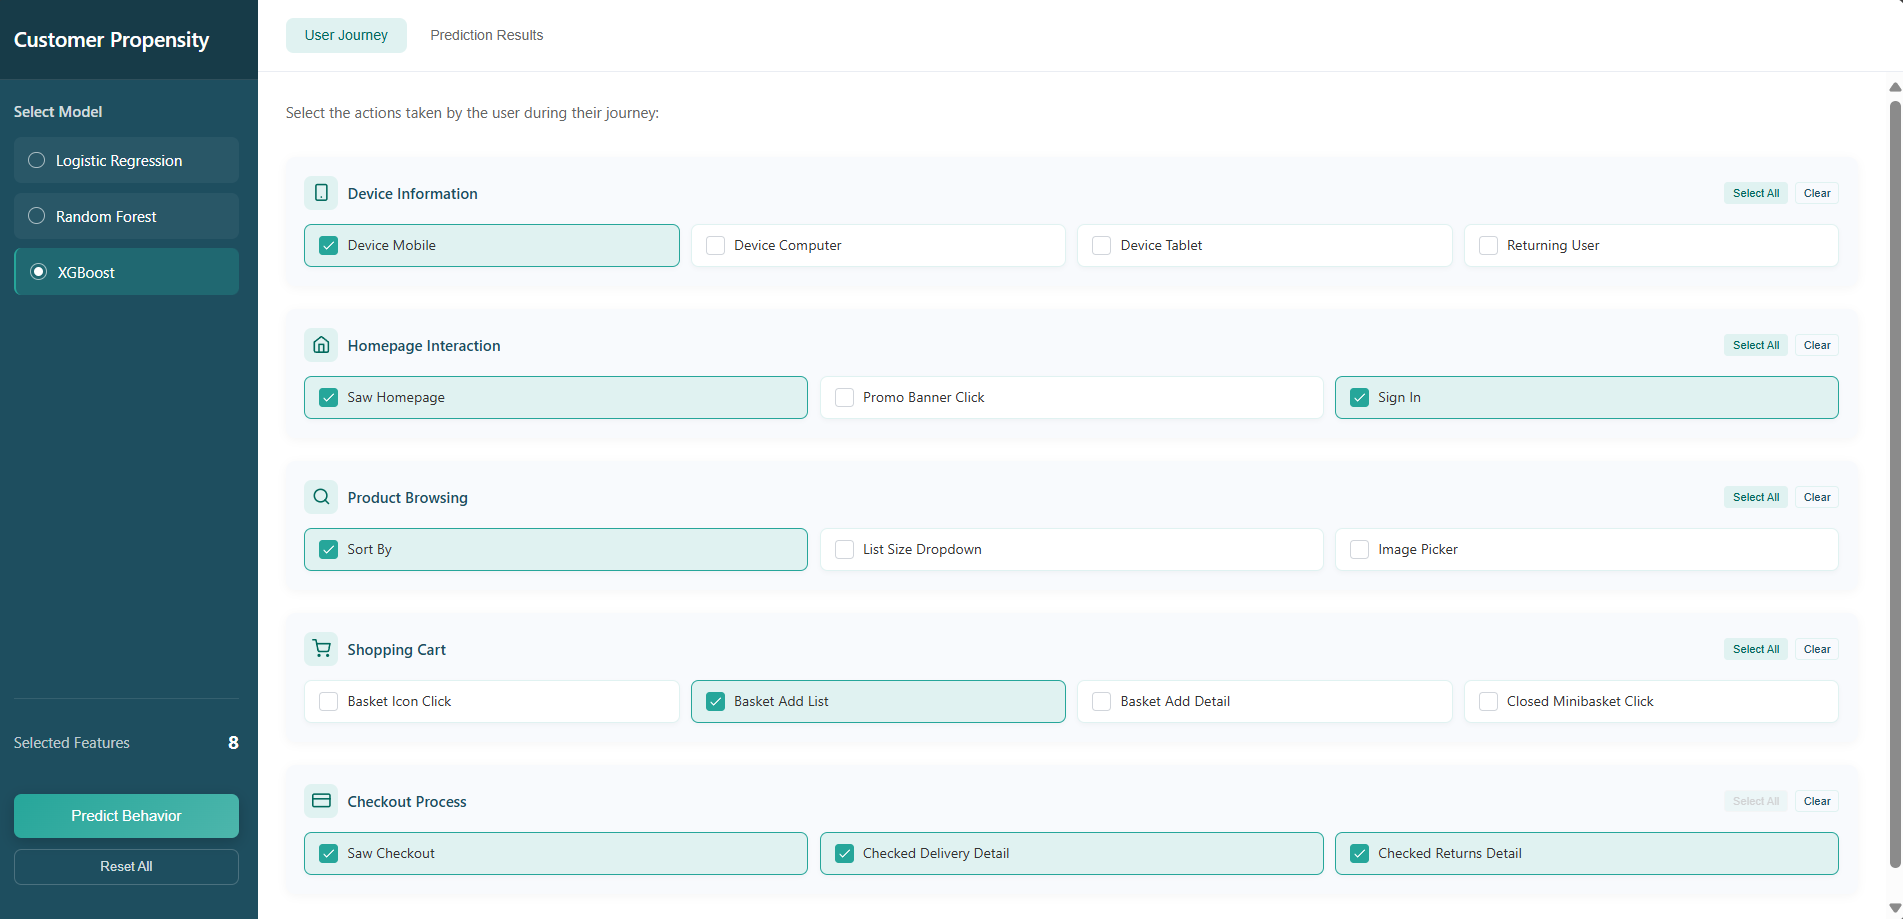 Customer Propensity
Select Model
Logistic Regression
Random Forest
XGBoost
Selected Features 8
Predict Behavior
Reset All
User Journey Prediction Results
Select the actions taken by the user during their journey:
Device Information Select All Clear
Device Mobile Device Computer Device Tablet Returning User
Homepage Interaction Select All Clear
Saw Homepage Promo Banner Click Sign In
Product Browsing Select All Clear
Sort By List Size Dropdown Image Picker
Shopping Cart Select All Clear
Basket Icon Click Basket Add List Basket Add Detail Closed Minibasket Click
Checkout Process Select All Clear
Saw Checkout Checked Delivery Detail Checked Returns Detail